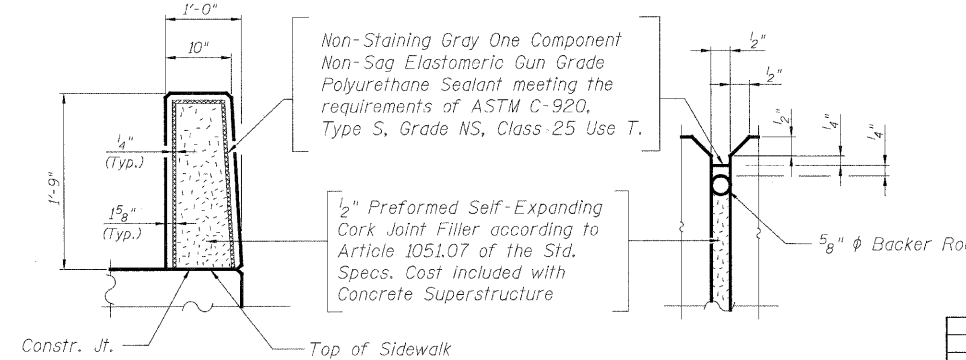 1'-0"
10"
1'-9"
1/4"
(Typ.)
1 5/8"
(Typ.)
Non-Staining Gray One Component
Non-Sag Elastomeric Gun Grade
Polyurethane Sealant meeting the
requirements of ASTM C-920,
Type S, Grade NS, Class 25 Use T.
1/2" Preformed Self-Expanding
Cork Joint Filler according to
Article 1051.07 of the Std.
Specs. Cost included with
Concrete Superstructure
Constr. Jt.
Top of Sidewalk
1/2"
1/2"
1/2"
1/4"
1/4"
5/8" ϕ Backer